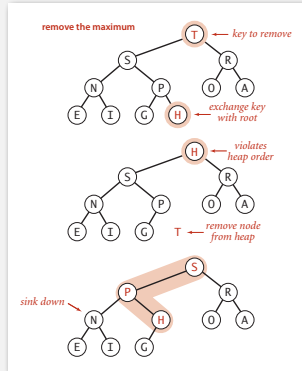 remove the maximum
T
key to remove
S
R
N
P
O
A
E
I
G
H
exchange key
with root
H
violates
heap order
S
R
N
P
O
A
E
I
G
T
remove node
from heap
S
P
R
sink down
N
H
O
A
E
I
G